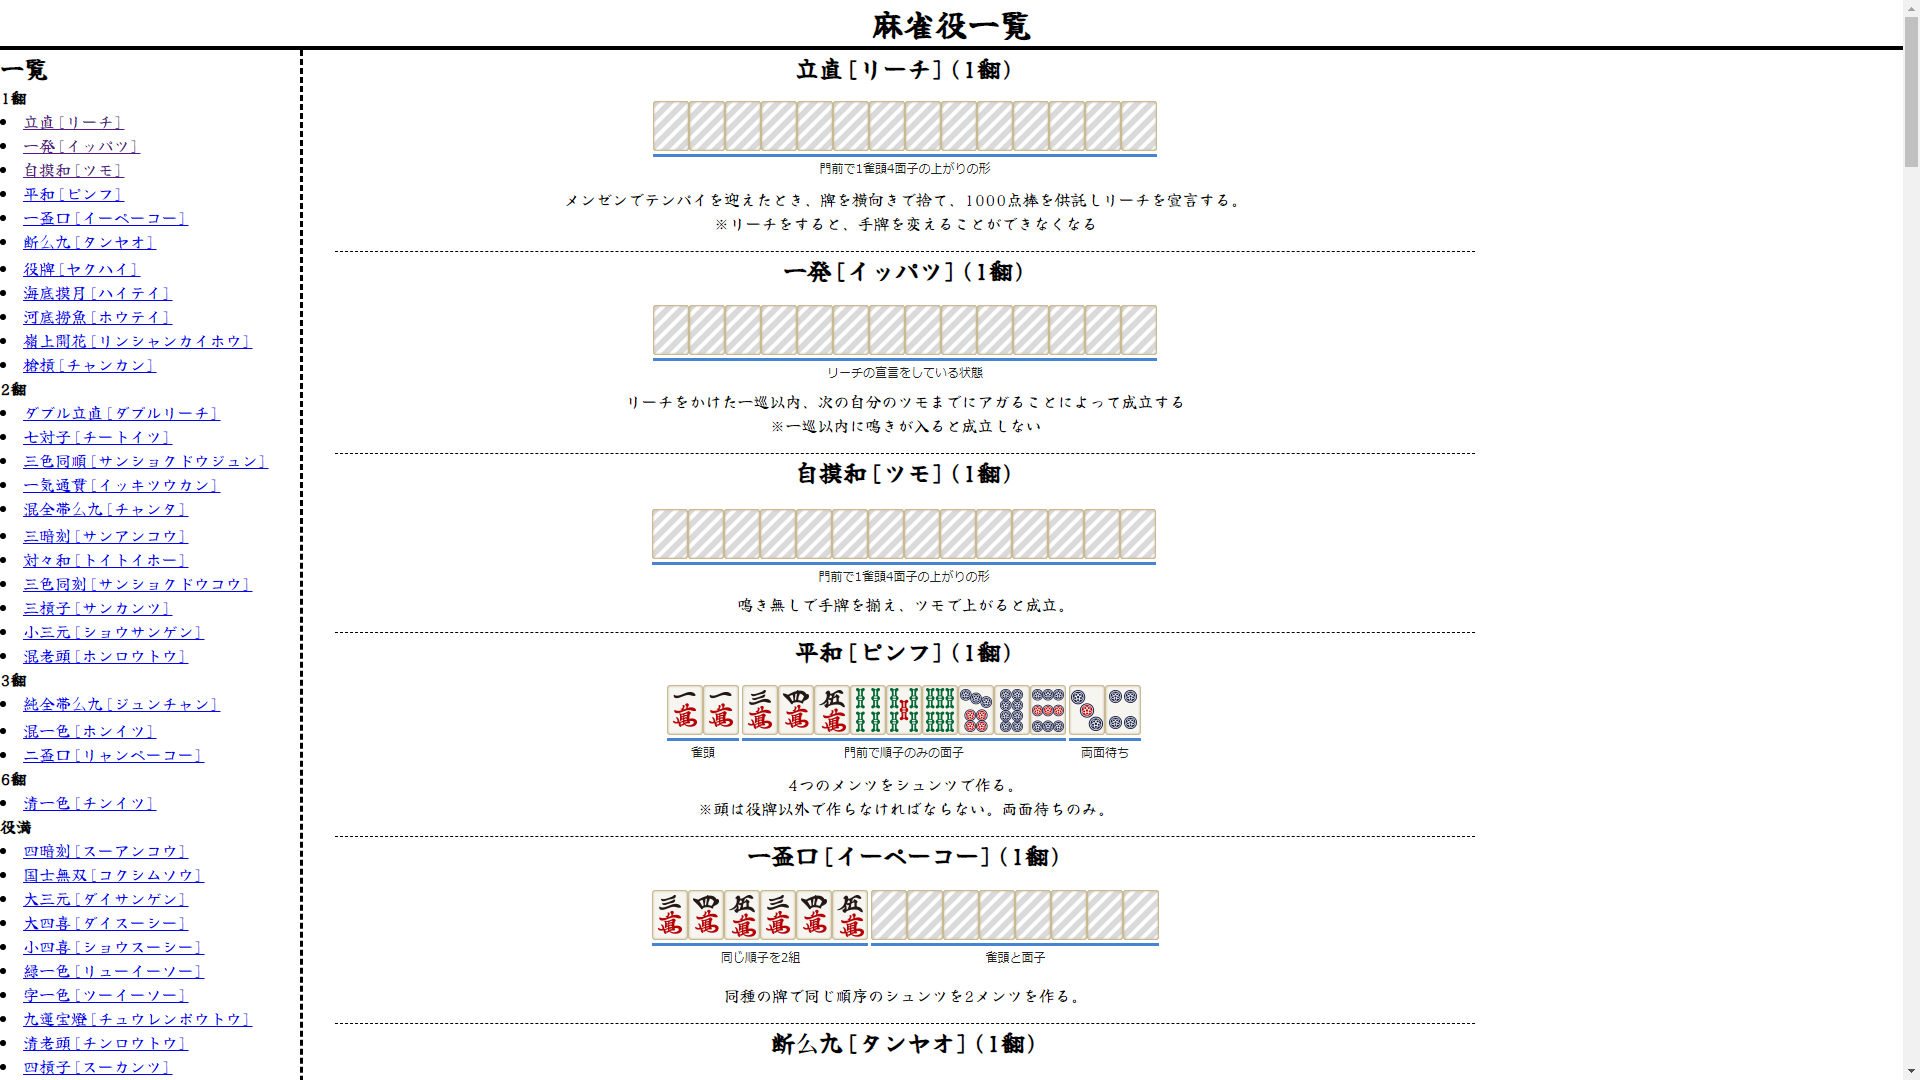 麻雀役一覧
一覧
1翻
立直[リーチ]
一発[イッパツ]
自摸和[ツモ]
平和[ピンフ]
一盃口[イーペーコー]
断么九[タンヤオ]
役牌[ヤクハイ]
海底摸月[ハイテイ]
河底撈魚[ホウテイ]
嶺上開花[リンシャンカイホウ]
槍槓[チャンカン]
2翻
ダブル立直[ダブルリーチ]
七対子[チートイツ]
三色同順[サンショクドウジュン]
一気通貫[イッキツウカン]
混全帯么九[チャンタ]
三暗刻[サンアンコウ]
対々和[トイトイホー]
三色同刻[サンショクドウコウ]
三槓子[サンカンツ]
小三元[ショウサンゲン]
混老頭[ホンロウトウ]
3翻
純全帯么九[ジュンチャン]
混一色[ホンイツ]
二盃口[リャンペーコー]
6翻
清一色[チンイツ]
役満
四暗刻[スーアンコウ]
国士無双[コクシムソウ]
大三元[ダイサンゲン]
大四喜[ダイスーシー]
小四喜[ショウスーシー]
緑一色[リューイーソー]
字一色[ツーイーソー]
九蓮宝燈[チュウレンポウトウ]
清老頭[チンロウトウ]
四槓子[スーカンツ]
立直[リーチ](1翻)
門前で1雀頭4面子の上がりの形
メンゼンでテンパイを迎えたとき、牌を横向きで捨て、1000点棒を供託しリーチを宣言する。
※リーチをすると、手牌を変えることができなくなる
一発[イッパツ](1翻)
リーチの宣言をしている状態
リーチをかけた一巡以内、次の自分のツモまでにアガることによって成立する
※一巡以内に鳴きが入ると成立しない
自摸和[ツモ](1翻)
門前で1雀頭4面子の上がりの形
鳴き無しで手牌を揃え、ツモで上がると成立。
平和[ピンフ](1翻)
一萬 一萬 三萬 四萬 伍萬
雀頭 門前で順子のみの面子 両面待ち
4つのメンツをシュンツで作る。
※頭は役牌以外で作らなければならない。両面待ちのみ。
一盃口[イーペーコー](1翻)
三萬 四萬 伍萬 三萬 四萬 伍萬
同じ順子を2組 雀頭と面子
同種の牌で同じ順序のシュンツを2メンツを作る。
断么九[タンヤオ](1翻)